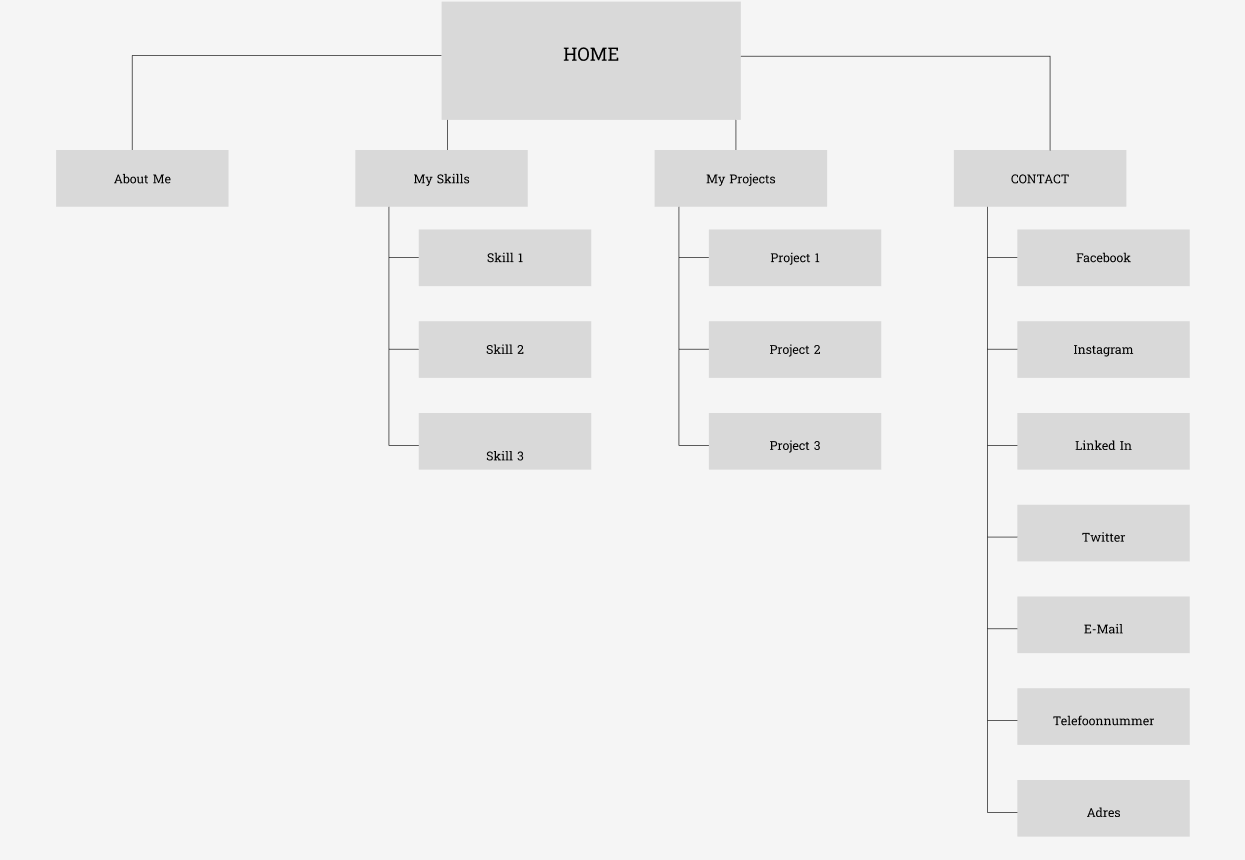 HOME
About Me
My Skills
My Projects
CONTACT
Skill 1
Skill 2
Skill 3
Project 1
Project 2
Project 3
Facebook
Instagram
Linked In
Twitter
E-Mail
Telefoonnummer
Adres